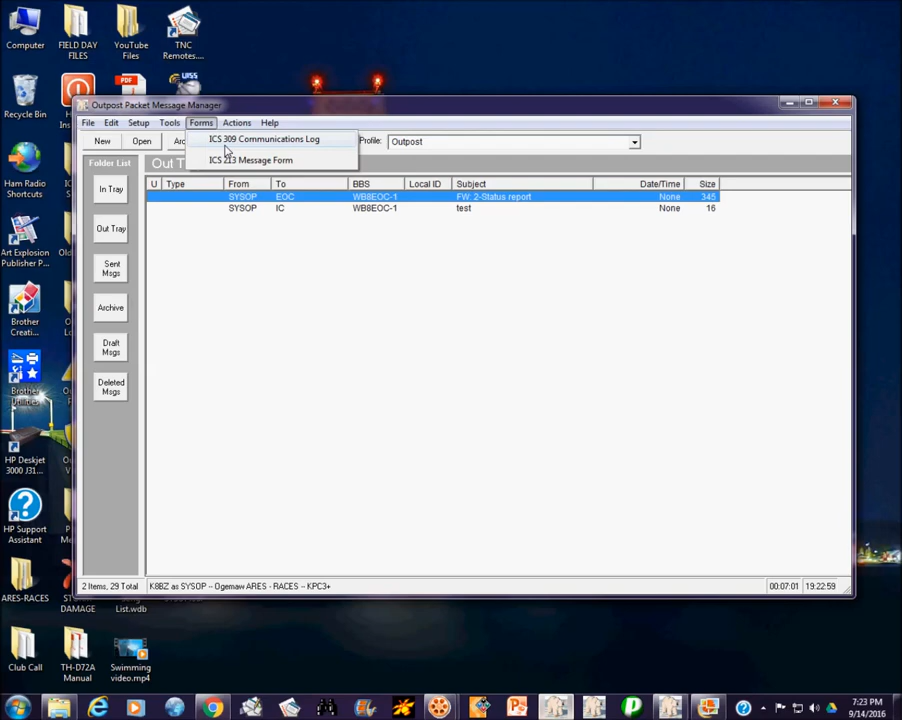 Computer
FIELD DAY FILES
YouTube Files
TNC Remotes....
Recycle Bin
PDF
UISS
Outpost Packet Message Manager
File Edit Setup Tools Forms Actions Help
New Open
ICS 309 Communications Log
ICS 213 Message Form
Profile: Outpost
Folder List
Out T
U Type From To BBS Local ID Subject Date/Time Size
SYSOP EOC WB8EOC-1 FW: 2-Status report None 345
SYSOP IC WB8EOC-1 test None 16
In Tray
Out Tray
Sent Msgs
Archive
Draft Msgs
Deleted Msgs
Ham Radio Shortcuts
Art Explosion Publisher P...
Brother Creati...
Brother Utilities
HP Deskjet 3000 J31...
HP Support Assistant
2 Items, 29 Total K8BZ as SYSOP -- Ogemaw ARES - RACES -- KPC3+ 00:07:01 19:22:59
ARES-RACES
DAMAGE
List.wdb
Club Call
TH-D72A Manual
Swimming video.mp4
7:23 PM
9/14/2016